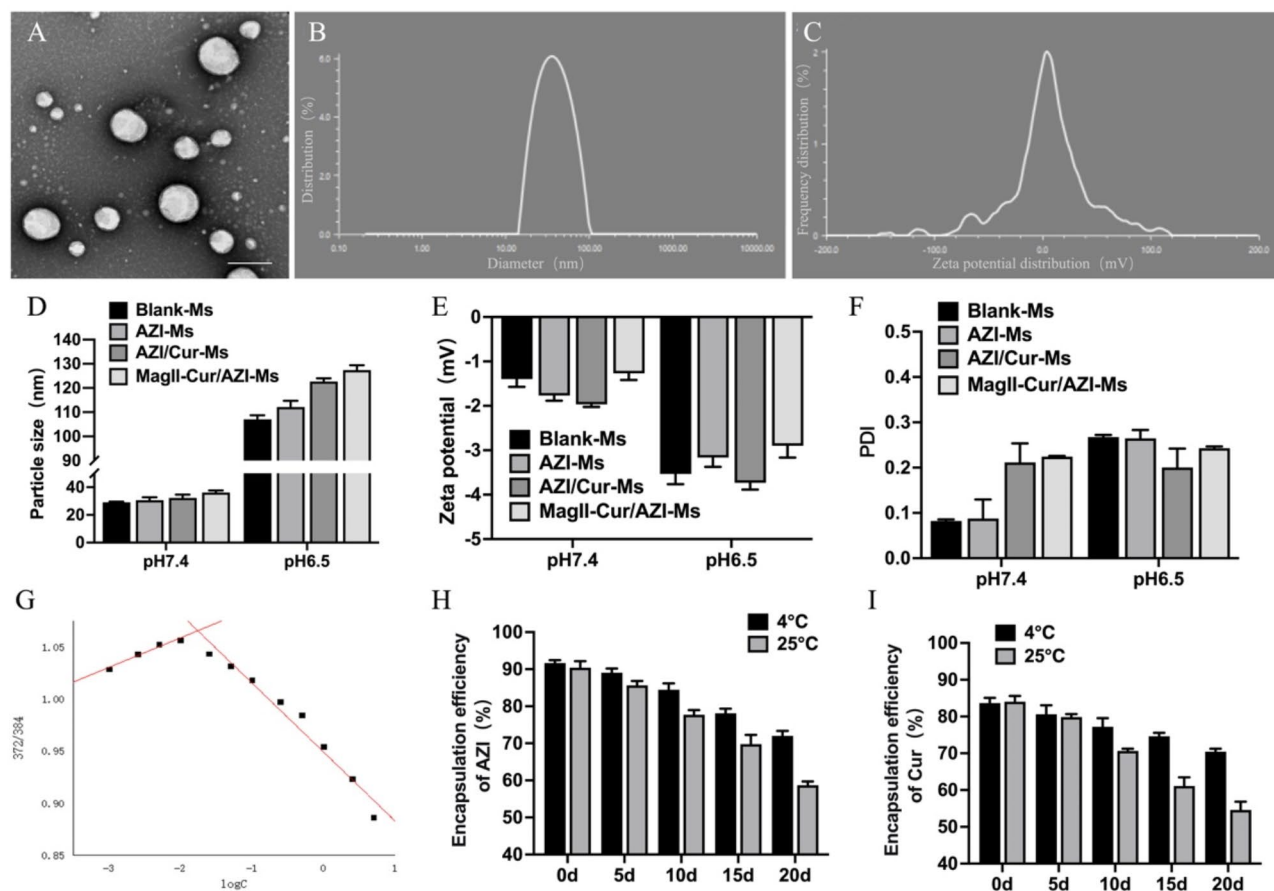 A
B
Distribution (%)
6.0
4.0
2.0
0.0
0.10
1.00
10.00
100.00
1000.00
10000.00
Diameter (nm)
C
Frequency distribution (%)
2
1
0
-200.0
-100.0
0.0
100.0
200.0
Zeta potential distribution (mV)
D
Blank-Ms
AZI-Ms
AZI/Cur-Ms
MagII-Cur/AZI-Ms
Particle size (nm)
140
130
120
110
100
90
60
40
20
0
pH7.4
pH6.5
E
Zeta potential (mV)
0
-1
-2
-3
-4
-5
Blank-Ms
AZI-Ms
AZI/Cur-Ms
MagII-Cur/AZI-Ms
pH7.4
pH6.5
F
Blank-Ms
AZI-Ms
AZI/Cur-Ms
MagII-Cur/AZI-Ms
PDI
0.5
0.4
0.3
0.2
0.1
0.0
pH7.4
pH6.5
G
372/384
1.05
1.00
0.95
0.90
0.85
-3
-2
-1
0
1
logC
H
4°C
25°C
Encapsulation efficiency
of AZI (%)
100
90
80
70
60
50
40
0d
5d
10d
15d
20d
I
4°C
25°C
Encapsulation efficiency
of Cur (%)
100
90
80
70
60
50
40
0d
5d
10d
15d
20d